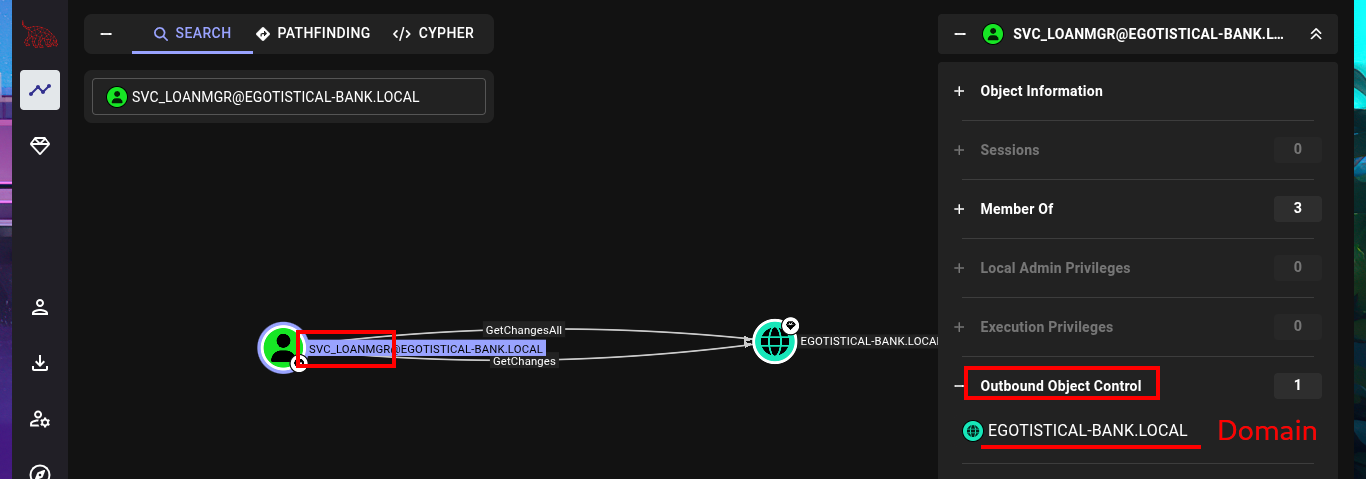 SEARCH
PATHFINDING
CYPHER
SVC_LOANMGR@EGOTISTICAL-BANK.LOCAL
GetChangesAll
SVC_LOANMGR@EGOTISTICAL-BANK.LOCAL
GetChanges
EGOTISTICAL-BANK.LOCAL
SVC_LOANMGR@EGOTISTICAL-BANK.L...
Object Information
Sessions 0
Member Of 3
Local Admin Privileges 0
Execution Privileges 0
Outbound Object Control 1
EGOTISTICAL-BANK.LOCAL Domain